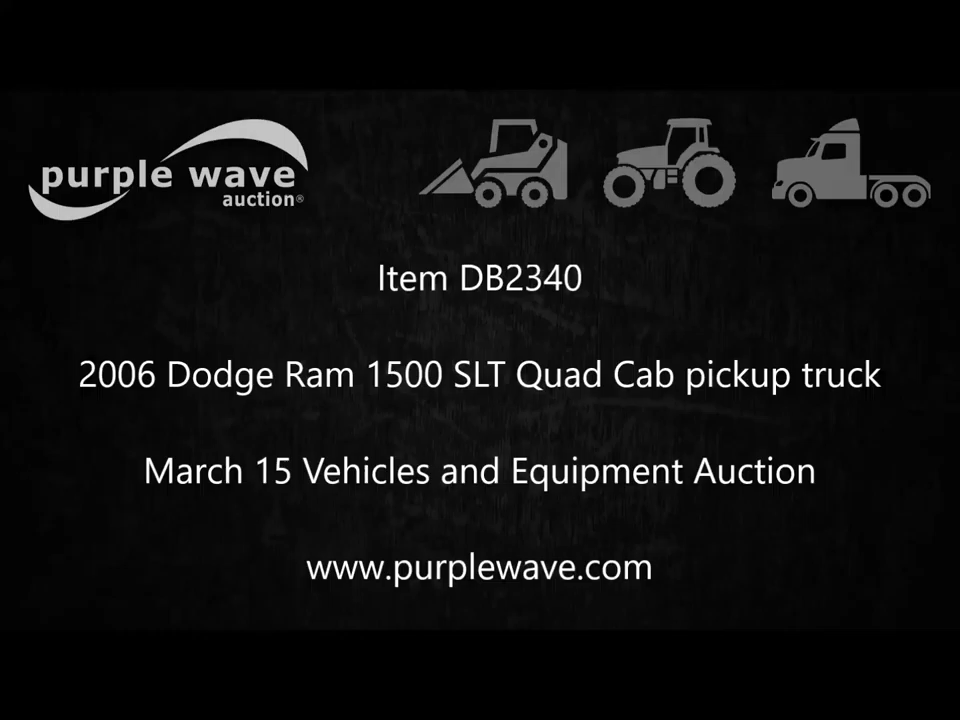 purple wave
auction®
Item DB2340
2006 Dodge Ram 1500 SLT Quad Cab pickup truck
March 15 Vehicles and Equipment Auction
www.purplewave.com